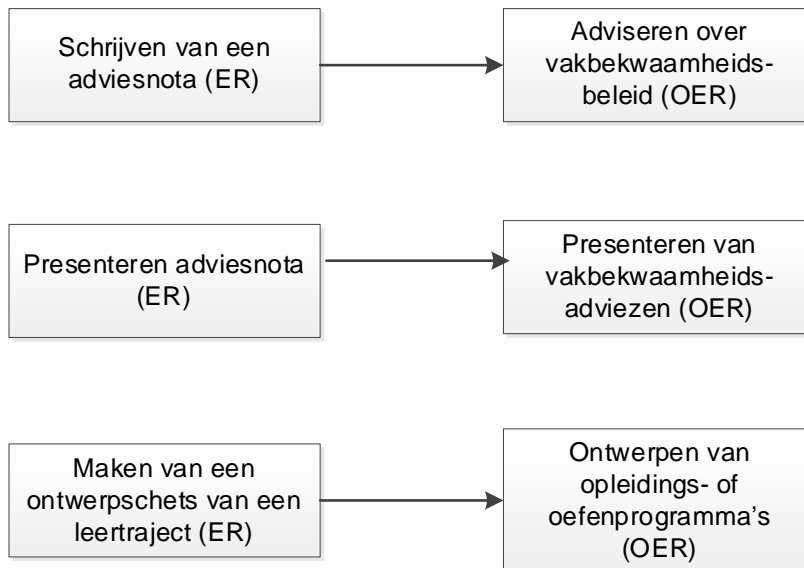 Schrijven van een
adviesnota (ER)
Adviseren over
vakbekwaamheids-
beleid (OER)
Presenteren adviesnota
(ER)
Presenteren van
vakbekwaamheids-
adviezen (OER)
Maken van een
ontwerpschets van een
leertraject (ER)
Ontwerpen van
opleidings- of
oefenprogramma’s
(OER)